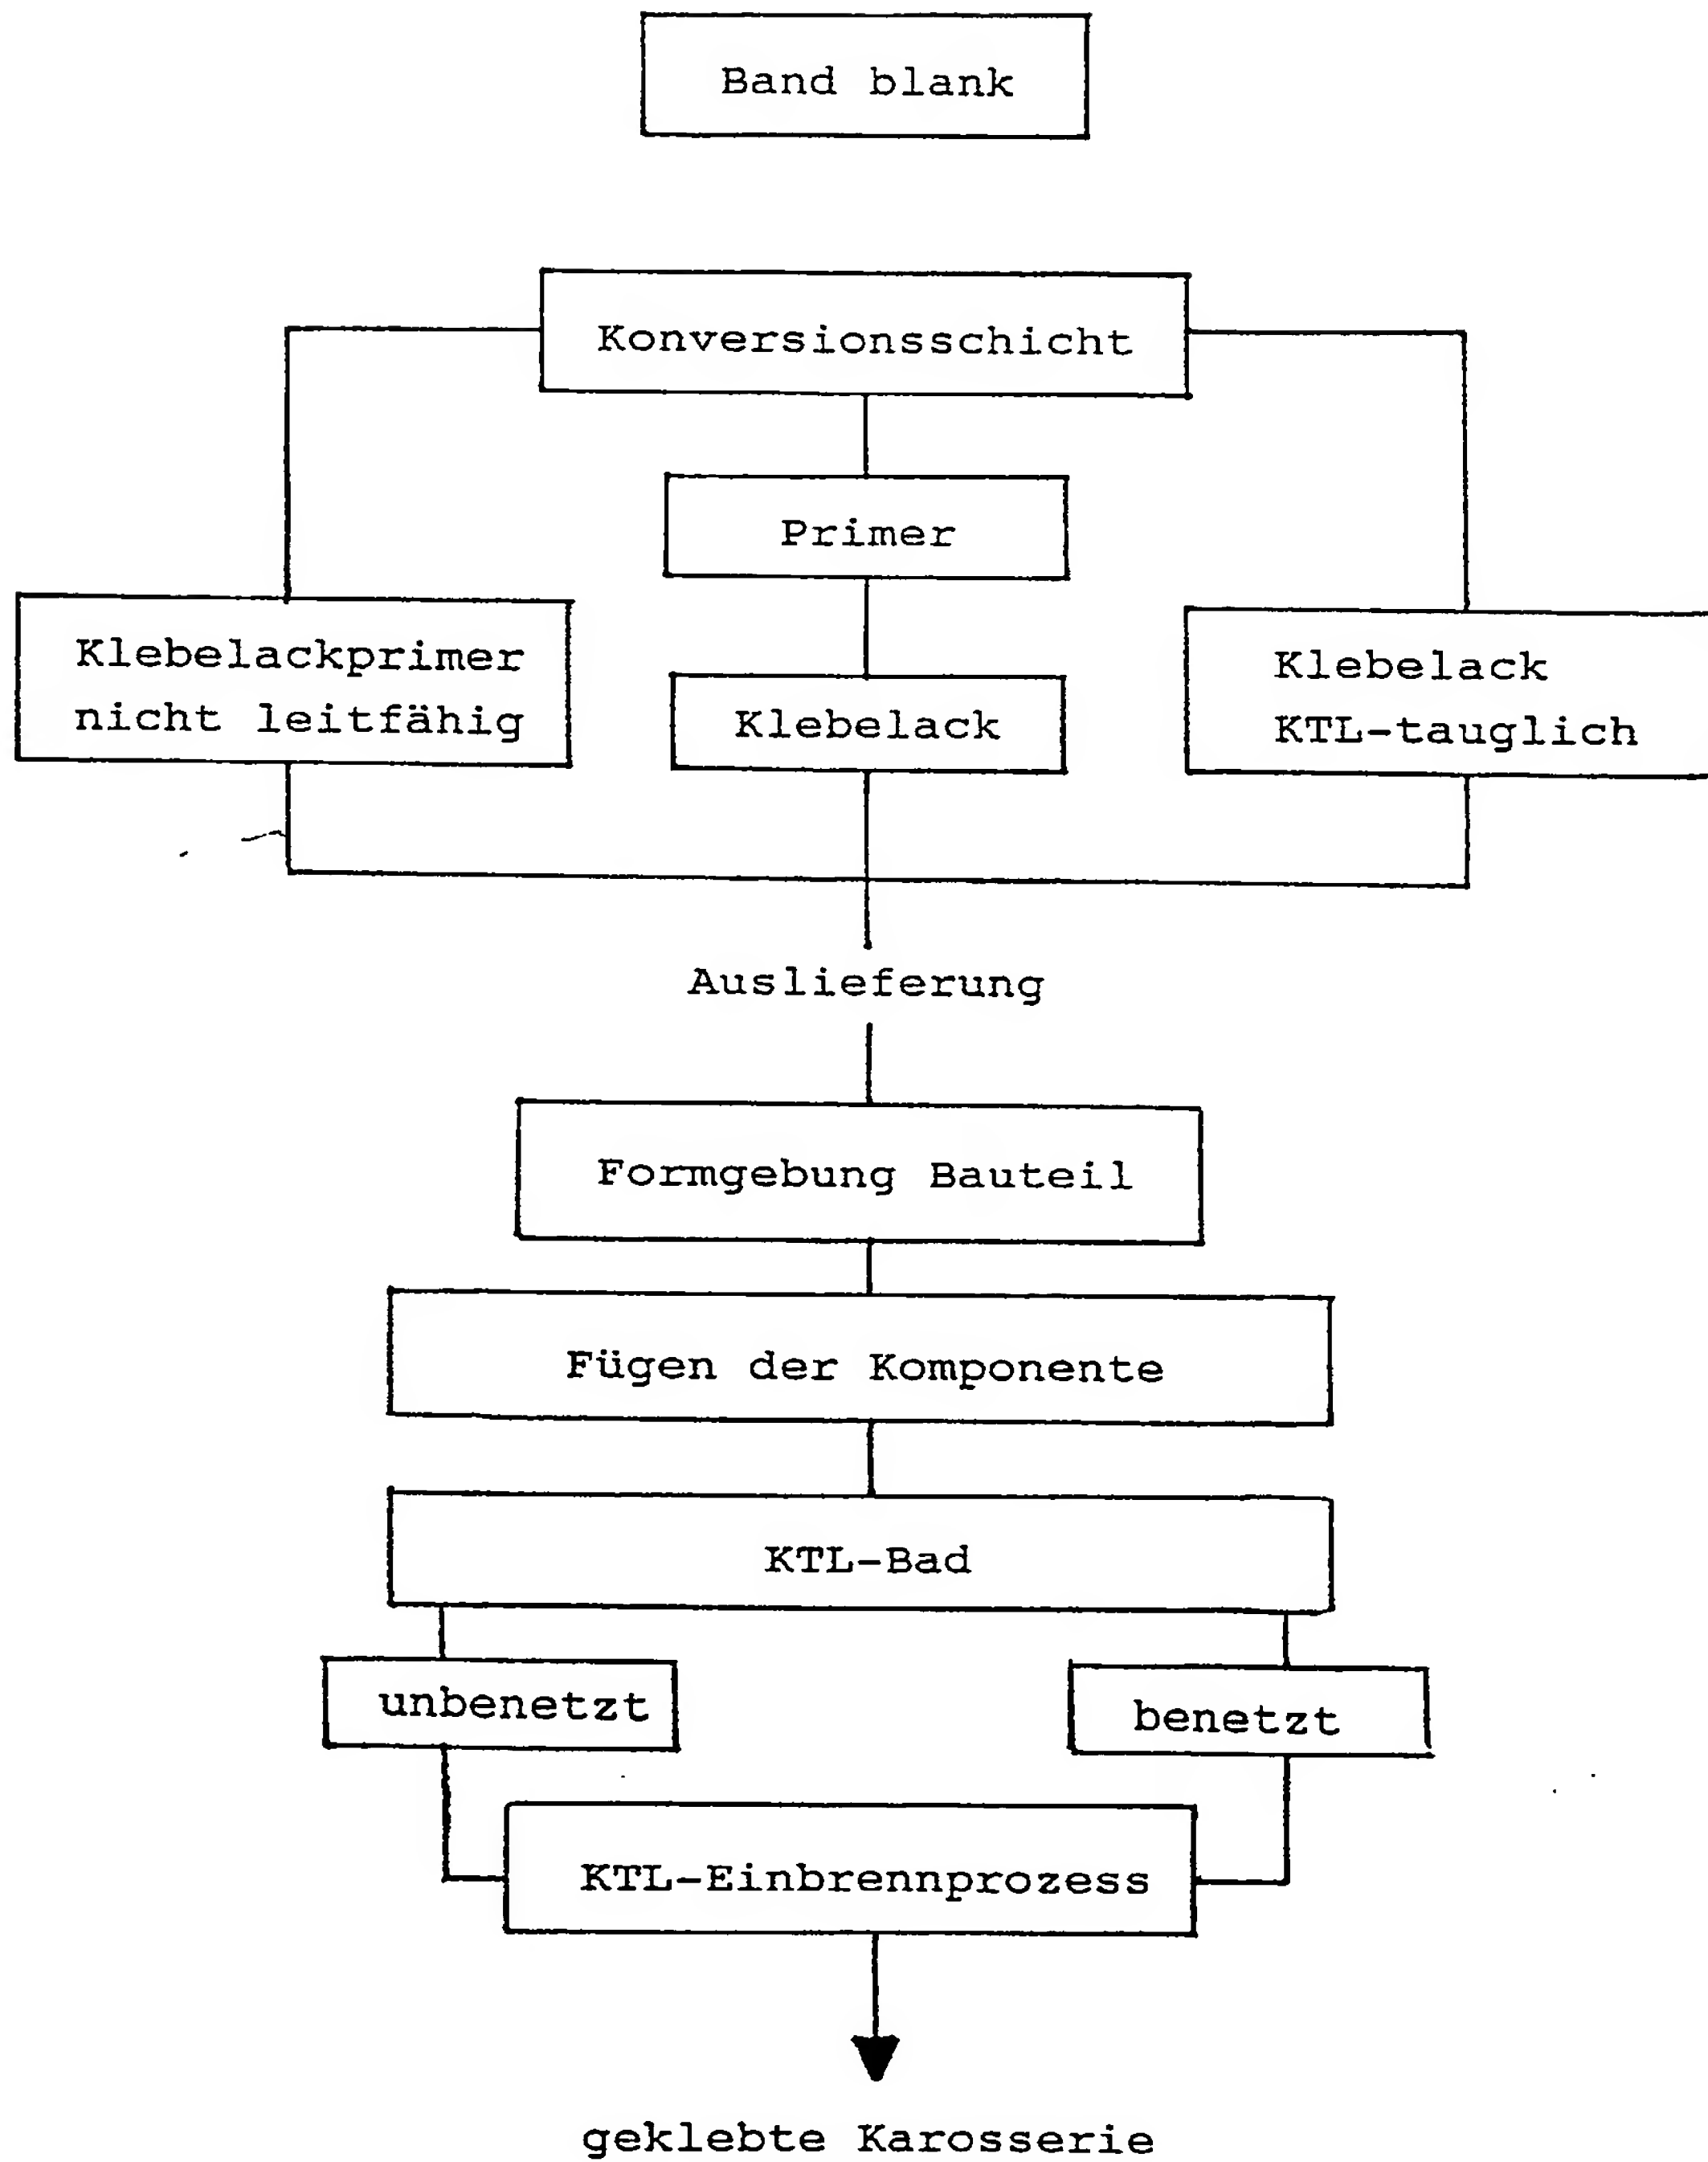 Band blank
Konversionsschicht
Primer
Klebelackprimer
nicht leitfähig
Klebelack
Klebelack
KTL-tauglich
Auslieferung
Formgebung Bauteil
Fügen der Komponente
KTL-Bad
unbenetzt
benetzt
KTL-Einbrennprozess
geklebte Karosserie